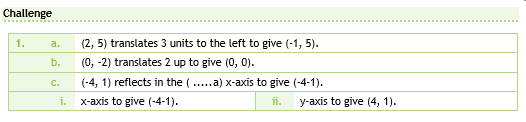 Challenge
1. a. (2, 5) translates 3 units to the left to give (-1, 5).
b. (0, -2) translates 2 up to give (0, 0).
c. (-4, 1) reflects in the ( .....a) x-axis to give (-4-1).
i. x-axis to give (-4-1). ii. y-axis to give (4, 1).